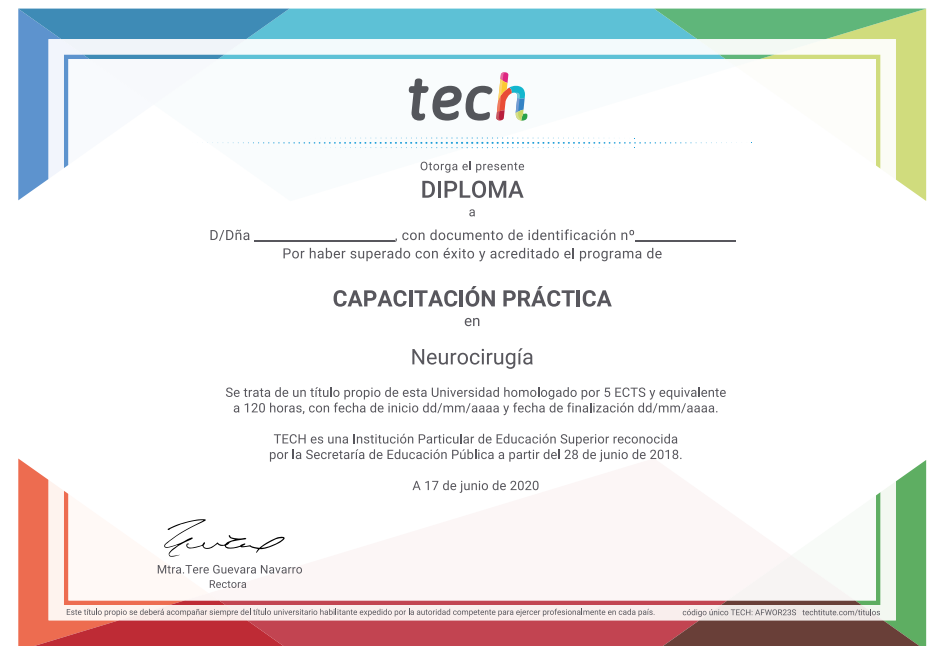 tech
Otorga el presente
DIPLOMA
a
D/Dña ______________, con documento de identificación nº__________
Por haber superado con éxito y acreditado el programa de
CAPACITACIÓN PRÁCTICA
en
Neurocirugía
Se trata de un título propio de esta Universidad homologado por 5 ECTS y equivalente
a 120 horas, con fecha de inicio dd/mm/aaaa y fecha de finalización dd/mm/aaaa.
TECH es una Institución Particular de Educación Superior reconocida
por la Secretaría de Educación Pública a partir del 28 de junio de 2018.
A 17 de junio de 2020
Mtra.Tere Guevara Navarro
Rectora
Este título propio se deberá acompañar siempre del título universitario habilitante expedido por la autoridad competente para ejercer profesionalmente en cada país. código único TECH: AFWOR23S techtitute.com/titulos